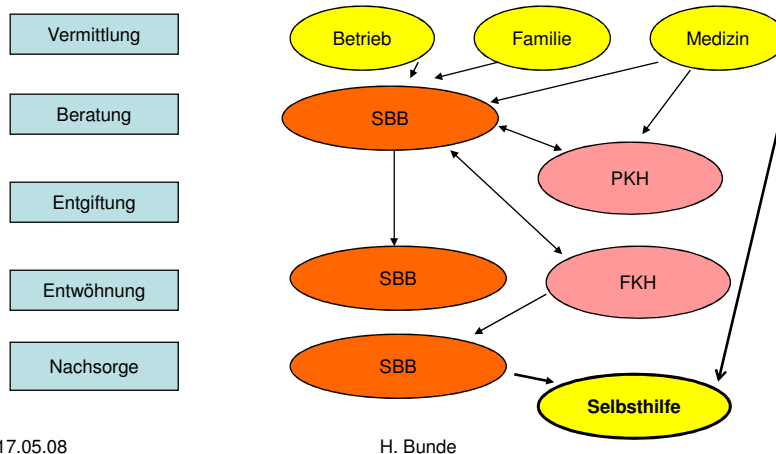 Vermittlung
Betrieb
Familie
Medizin
Beratung
SBB
PKH
Entgiftung
Entwöhnung
SBB
FKH
Nachsorge
SBB
Selbsthilfe
17.05.08
H. Bunde